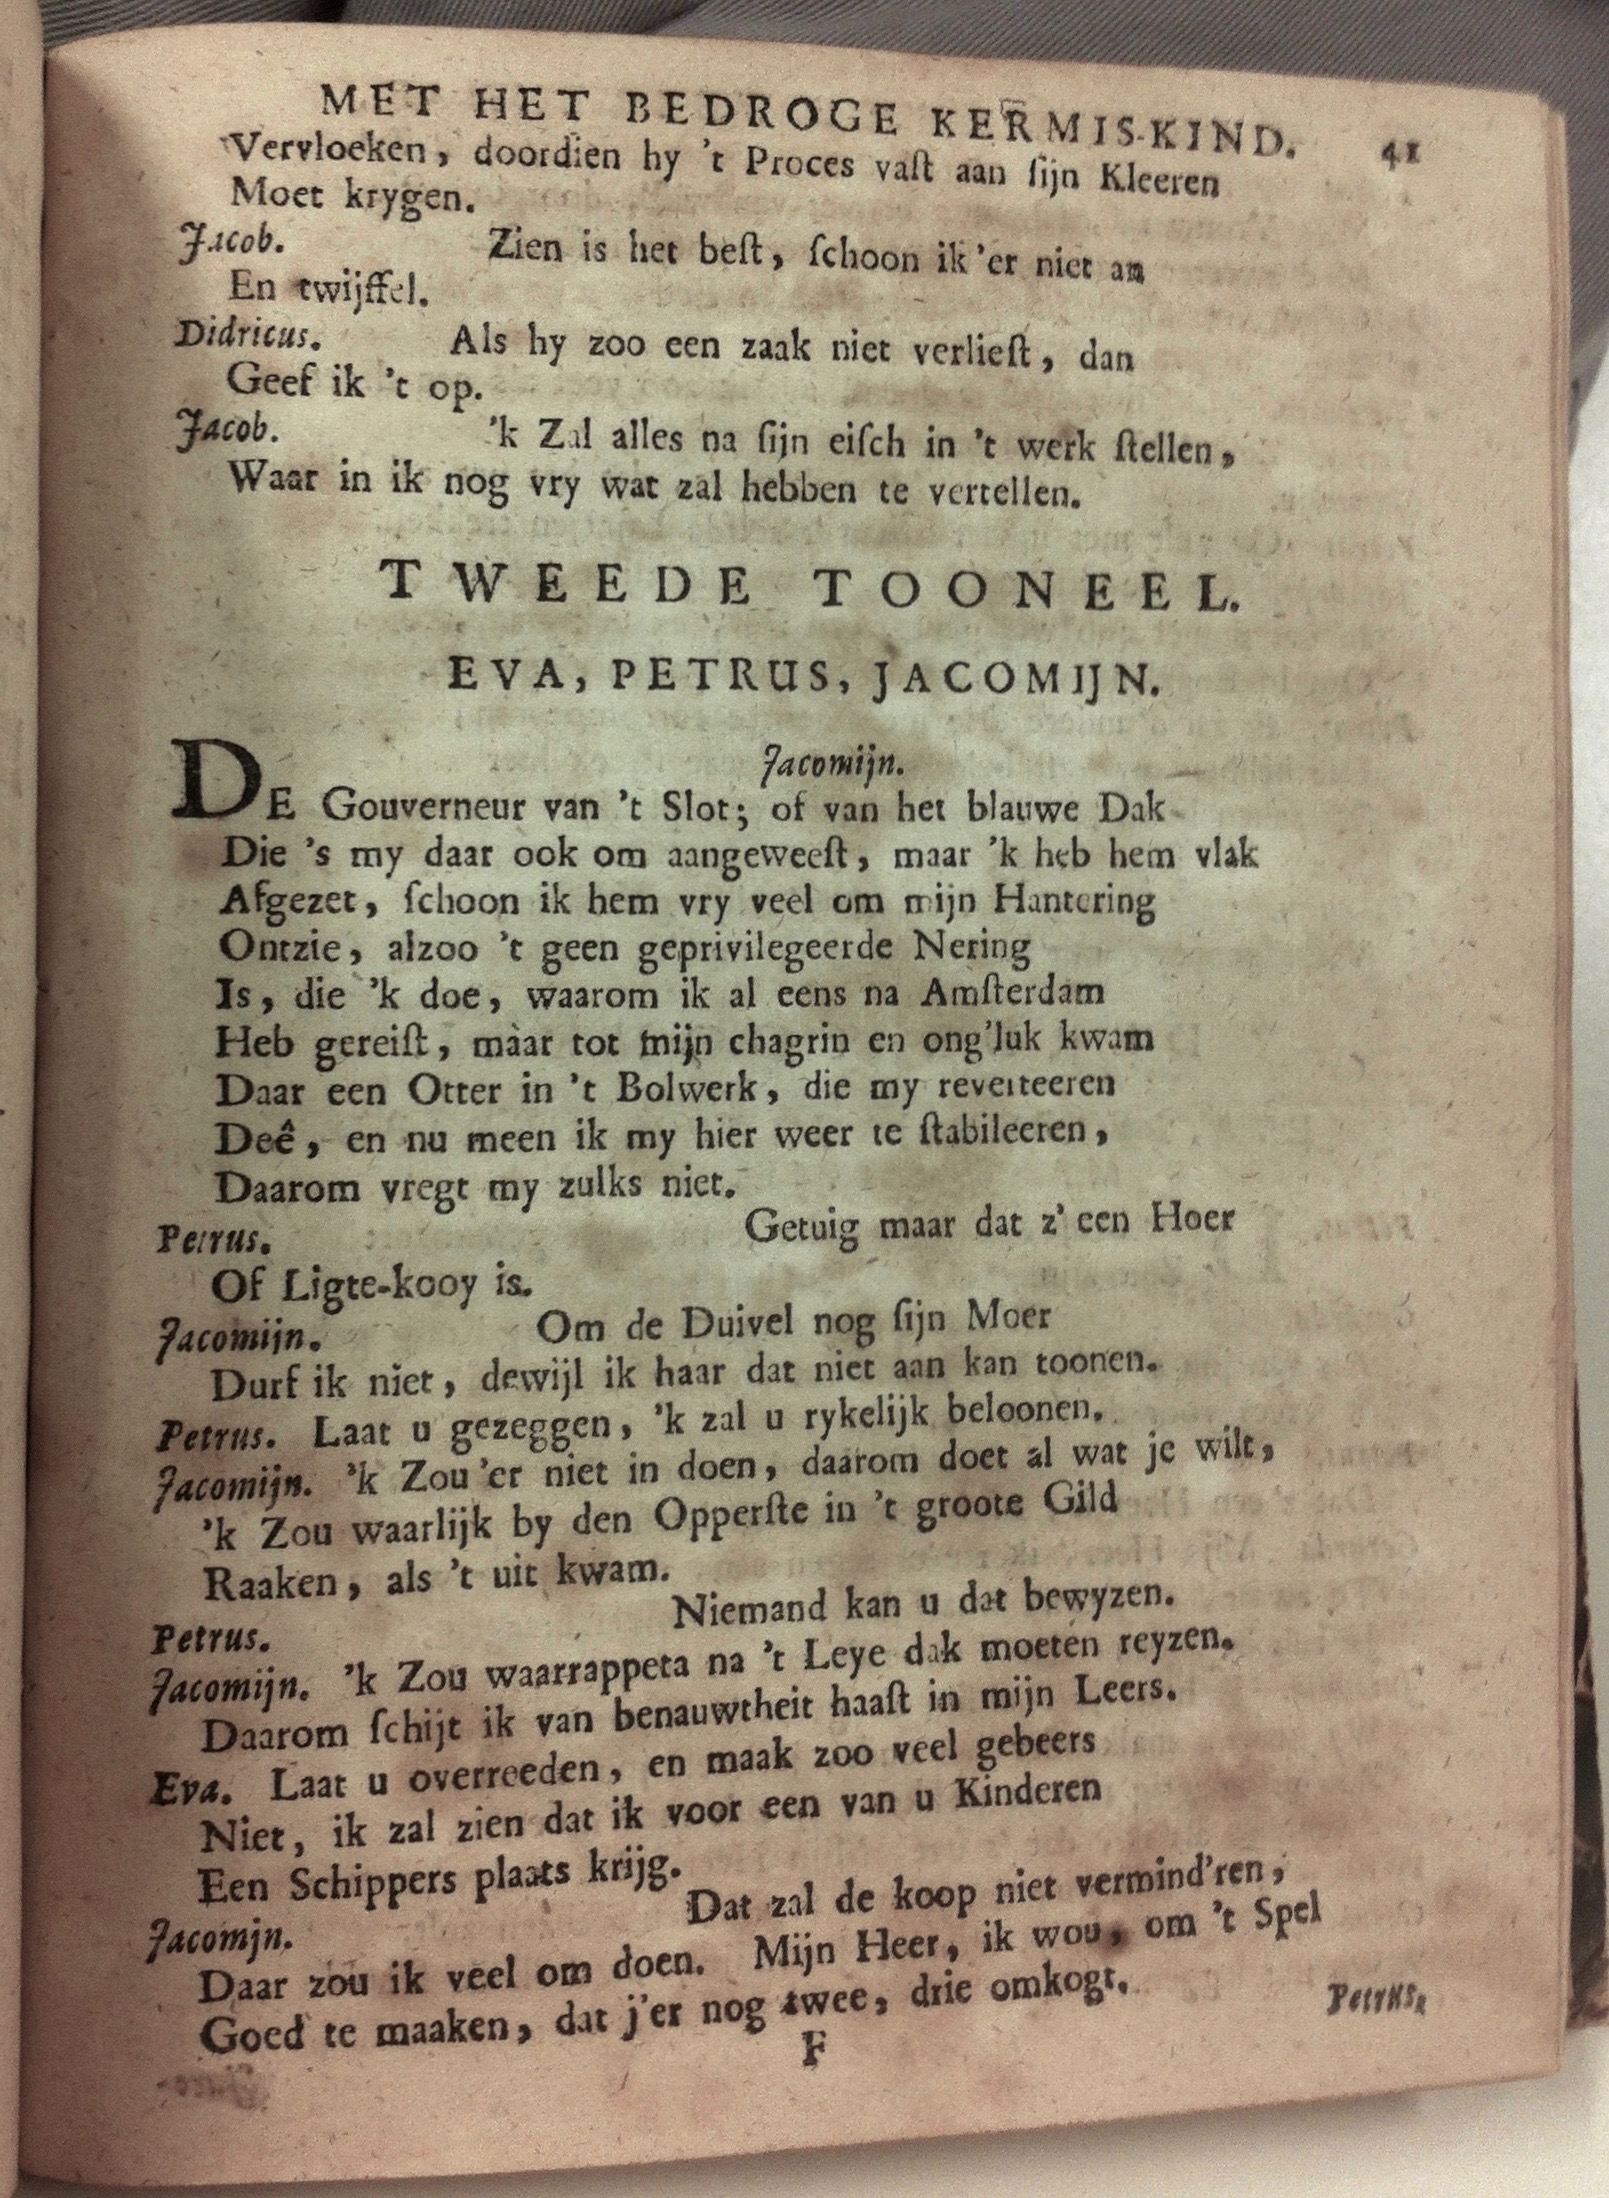 MET HET BEDROGE KERMIS-KIND. 41
Vervloeken, doordien hy 't Proces vaſt aan ſijn Kleeren
Moet krygen.
Jacob. Zien is het beſt, ſchoon ik 'er niet an
En twijffel.
Didricus. Als hy zoo een zaak niet verlieſt, dan
Geef ik 't op.
Jacob. 'k Zal alles na ſijn eiſch in 't werk ſtellen,
Waar in ik nog vry wat zal hebben te vertellen.
TWEEDE TOONEEL.
EVA, PETRUS, JACOMIJN.
Jacomijn.
DE Gouverneur van 't Slot; of van het blauwe Dak
Die 's my daar ook om aangeweeſt, maar 'k heb hem vlak
Afgezet, ſchoon ik hem vry veel om mijn Hantering
Ontzie, alzoo 't geen geprivilegeerde Nering
Is, die 'k doe, waarom ik al eens na Amſterdam
Heb gereiſt, maar tot mijn chagrin en ong'luk kwam
Daar een Otter in 't Bolwerk, die my reverteeren
Deê, en nu meen ik my hier weer te ſtabileeren,
Daarom vregt my zulks niet.
Petrus. Getuig maar dat z' een Hoer
Of Ligte-kooy is.
Jacomijn. Om de Duivel nog ſijn Moer
Durf ik niet, dewijl ik haar dat niet aan kan toonen.
Petrus. Laat u gezeggen, 'k zal u rykelijk beloonen.
Jacomijn. 'k Zou 'er niet in doen, daarom doet al wat je wilt,
'k Zou waarlijk by den Opperſte in 't groote Gild
Raaken, als 't uit kwam.
Petrus. Niemand kan u dat bewyzen.
Jacomijn. 'k Zou waarrappeta na 't Leye dak moeten reyzen.
Daarom ſchijt ik van benauwtheit haaſt in mijn Leers.
Eva. Laat u overreeden, en maak zoo veel gebeers
Niet, ik zal zien dat ik voor een van u Kinderen
Een Schippers plaats krijg.
Jacomjn. Dat zal de koop niet vermind'ren,
Daar zou ik veel om doen. Mijn Heer, ik wou, om 't Spel
Goed te maaken, dat j'er nog twee, drie omkogt.
F Petrus,